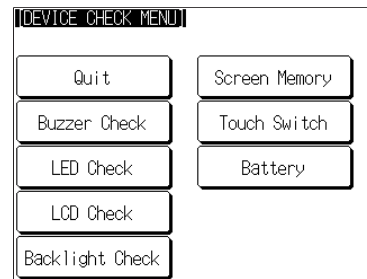 [DEVICE CHECK MENU]
Quit
Screen Memory
Buzzer Check
Touch Switch
LED Check
Battery
LCD Check
Backlight Check